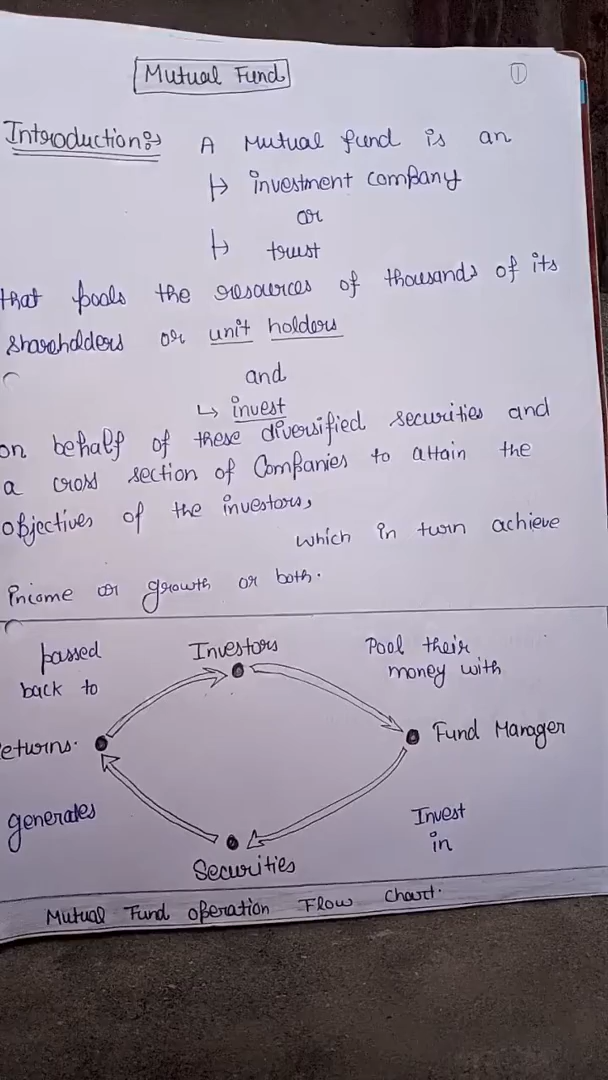 Mutual Fund
1
Introduction:→ A Mutual fund is an
↦ investment company
or
↦ trust
that pools the resources of thousands of its
shareholders or unit holders
and
↳ invest
on behalf of these diversified securities and
a cross section of Companies to attain the
objectives of the investors,
which in turn achieve
income or growth or both.
passed
back to
Investors
Pool their
money with
eturns.
Fund Manager
generates
Invest
in
Securities
Mutual Fund operation Flow chart.